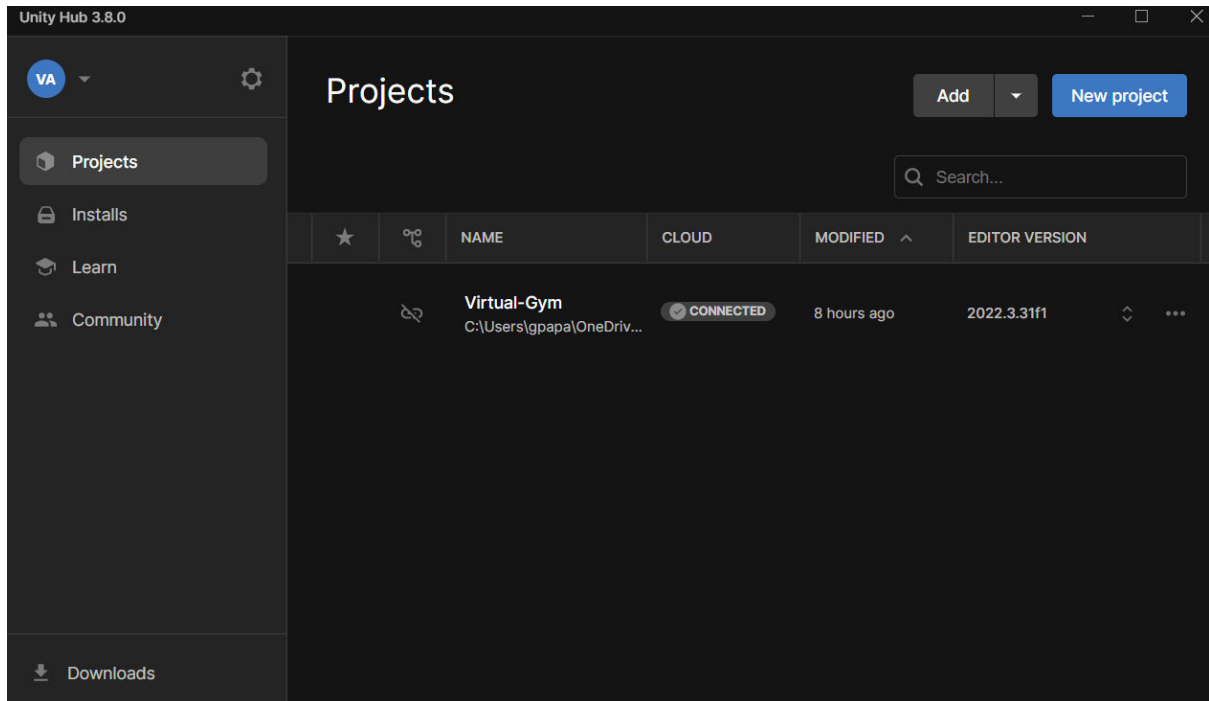 Unity Hub 3.8.0
VA
Projects
Add
New project
Projects
Search...
Installs
NAME
CLOUD
MODIFIED
EDITOR VERSION
Learn
Community
Virtual-Gym
C:\Users\gpapa\OneDriv...
CONNECTED
8 hours ago
2022.3.31f1
Downloads